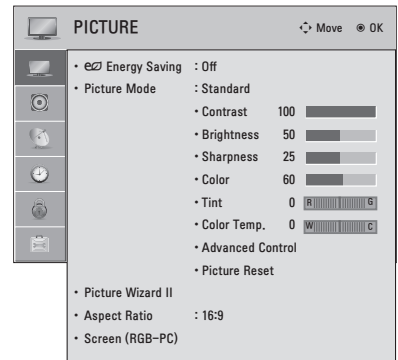 PICTURE Move OK
• Energy Saving : Off
• Picture Mode : Standard
• Contrast 100
• Brightness 50
• Sharpness 25
• Color 60
• Tint 0 R G
• Color Temp. 0 W C
• Advanced Control
• Picture Reset
• Picture Wizard II
• Aspect Ratio : 16:9
• Screen (RGB-PC)